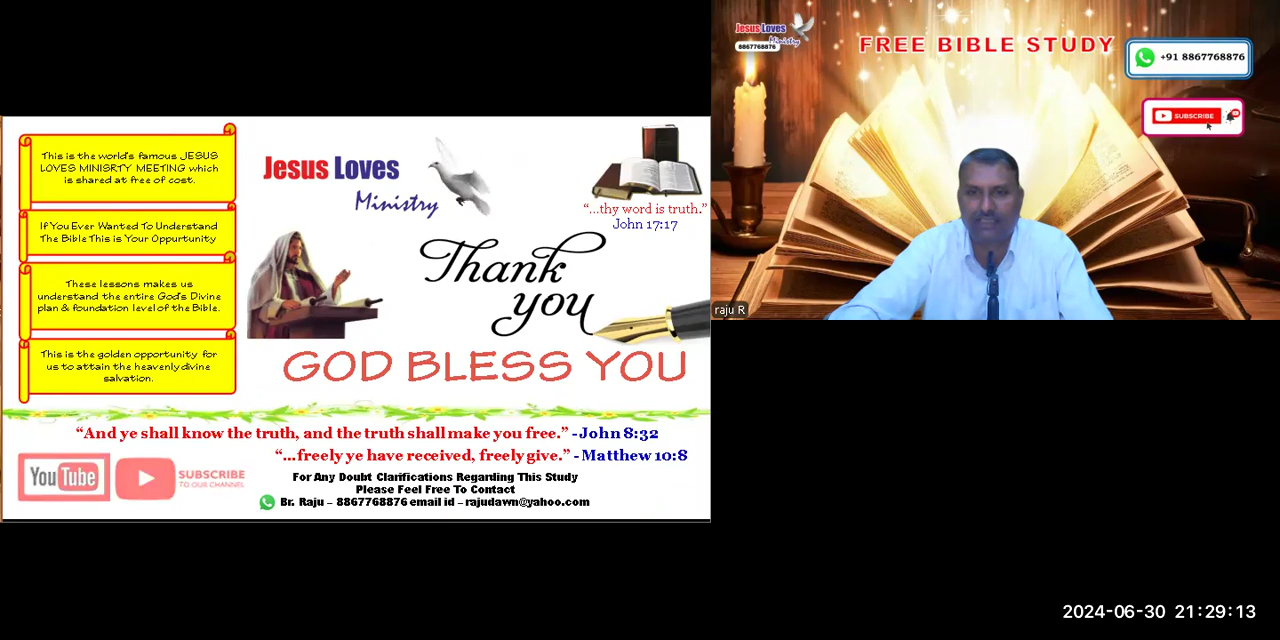 This is the world's famous JESUS
LOVES MINISRTY MEETING which
is shared at free of cost.
If You Ever Wanted To Understand
The Bible This is Your Oppurtunity
These lessons makes us
understand the entire God's Divine
plan & foundation level of the Bible.
This is the golden opportunity for
us to attain the heavenly divine
salvation.
Jesus Loves
Ministry
"...thy word is truth."
John 17:17
Thank
you
GOD BLESS YOU
"And ye shall know the truth, and the truth shall make you free." -John 8:32
"...freely ye have received, freely give." - Matthew 10:8
YouTube
SUBSCRIBE
TO OUR CHANNEL
For Any Doubt Clarifications Regarding This Study
Please Feel Free To Contact
Br. Raju – 8867768876 email id – rajudawn@yahoo.com
Jesus Loves
Ministry
8867768876
FREE BIBLE STUDY
+91 8867768876
SUBSCRIBE
raju R
2024-06-30 21:29:13